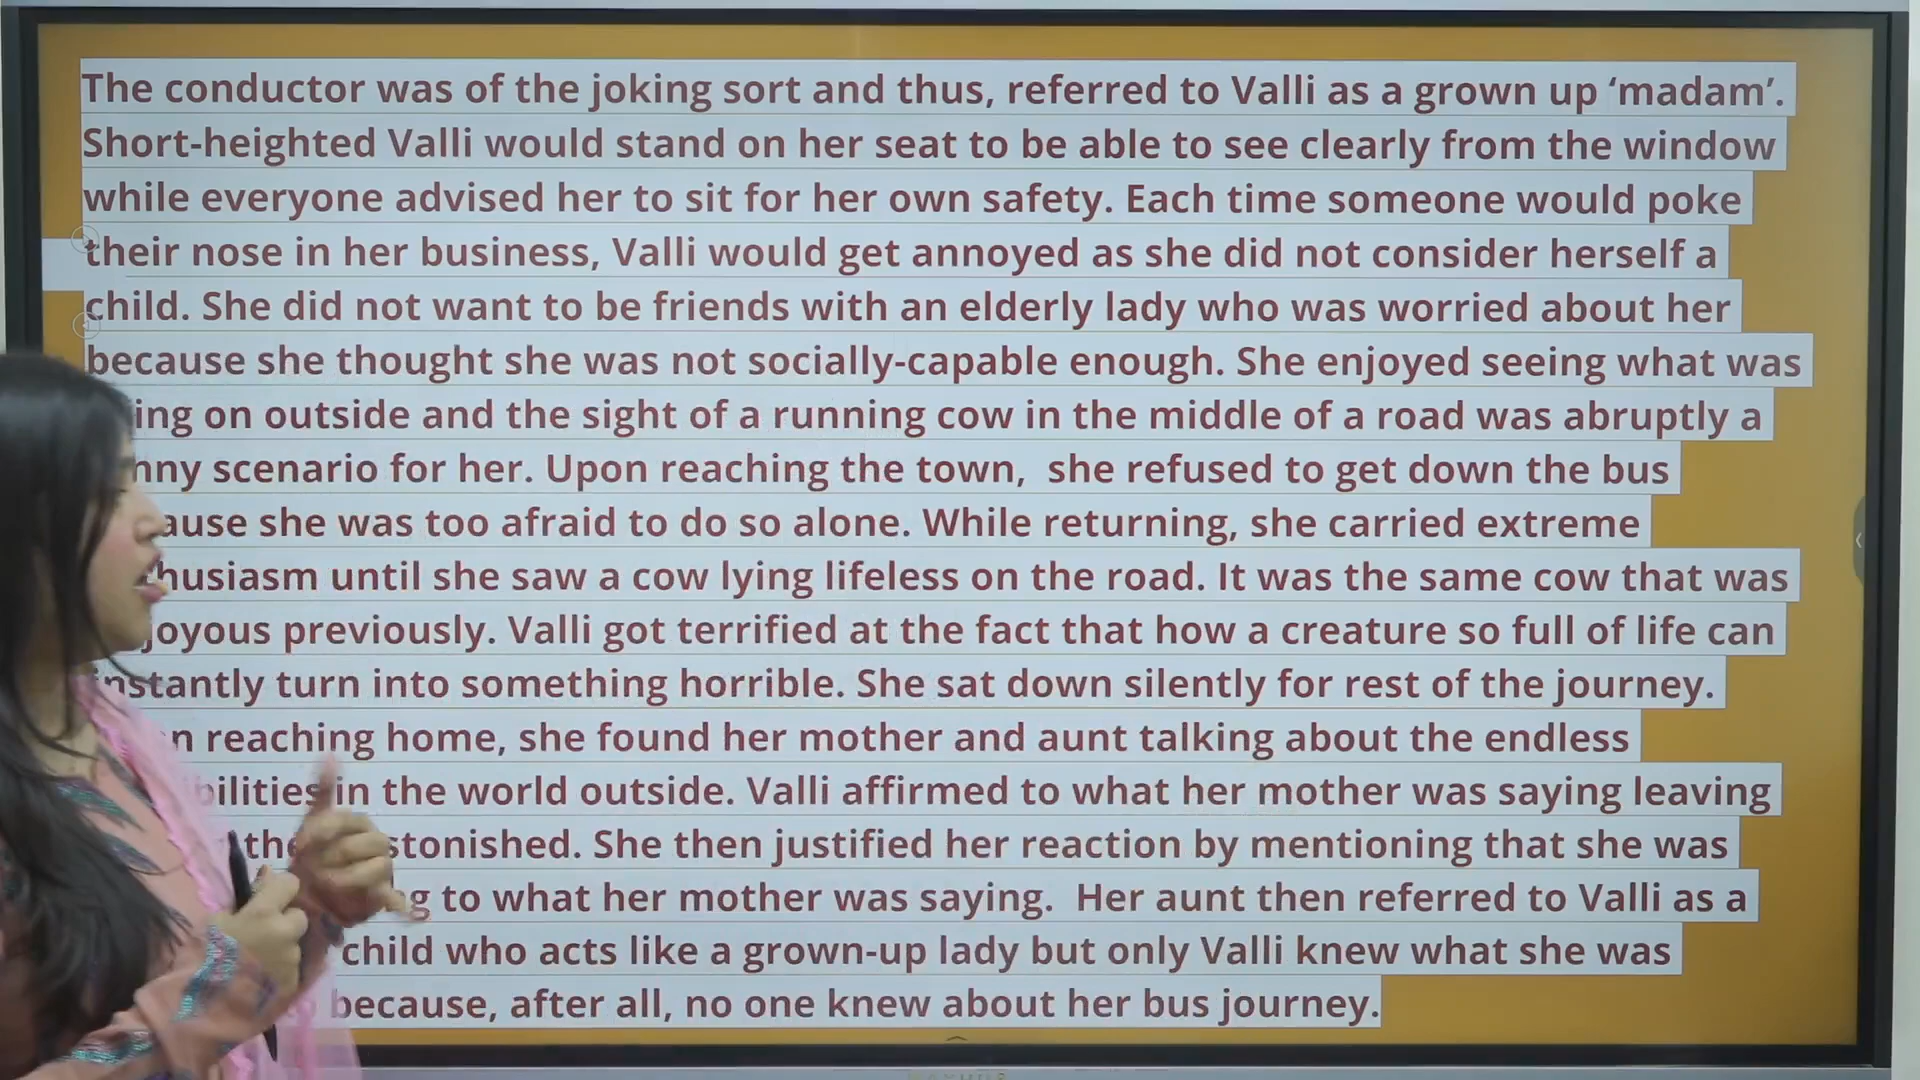 The conductor was of the joking sort and thus, referred to Valli as a grown up ‘madam’.
Short-heighted Valli would stand on her seat to be able to see clearly from the window
while everyone advised her to sit for her own safety. Each time someone would poke
their nose in her business, Valli would get annoyed as she did not consider herself a
child. She did not want to be friends with an elderly lady who was worried about her
because she thought she was not socially-capable enough. She enjoyed seeing what was
on outside and the sight of a running cow in the middle of a road was abruptly a
scenario for her. Upon reaching the town, she refused to get down the bus
she was too afraid to do so alone. While returning, she carried extreme
until she saw a cow lying lifeless on the road. It was the same cow that was
joyous previously. Valli got terrified at the fact that how a creature so full of life can
instantly turn into something horrible. She sat down silently for rest of the journey.
reaching home, she found her mother and aunt talking about the endless
in the world outside. Valli affirmed to what her mother was saying leaving
She then justified her reaction by mentioning that she was
to what her mother was saying. Her aunt then referred to Valli as a
child who acts like a grown-up lady but only Valli knew what she was
because, after all, no one knew about her bus journey.